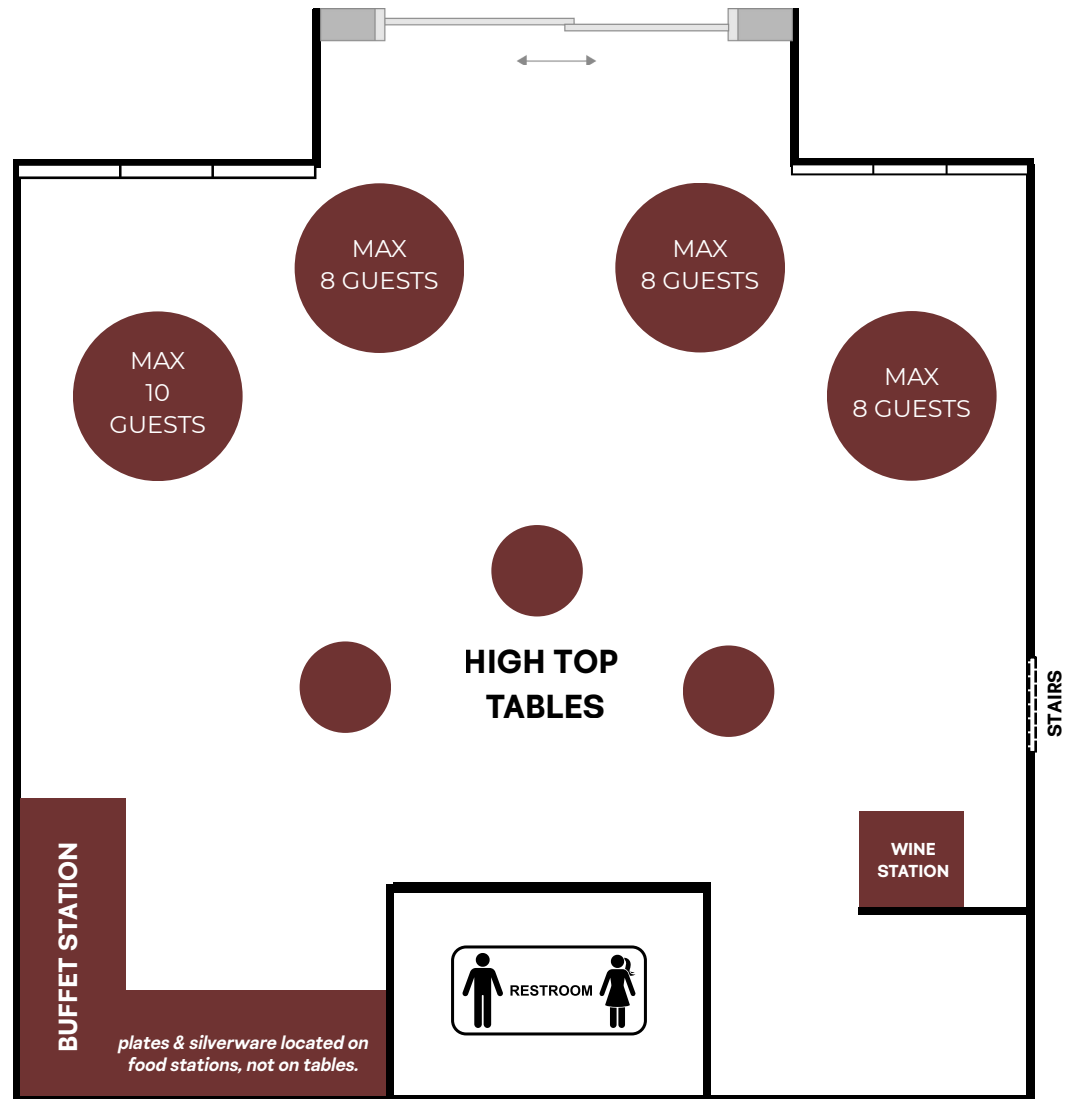 MAX
8 GUESTS
MAX
8 GUESTS
MAX
10
GUESTS
MAX
8 GUESTS
HIGH TOP
TABLES
STAIRS
WINE
STATION
BUFFET STATION
RESTROOM
plates & silverware located on
food stations, not on tables.